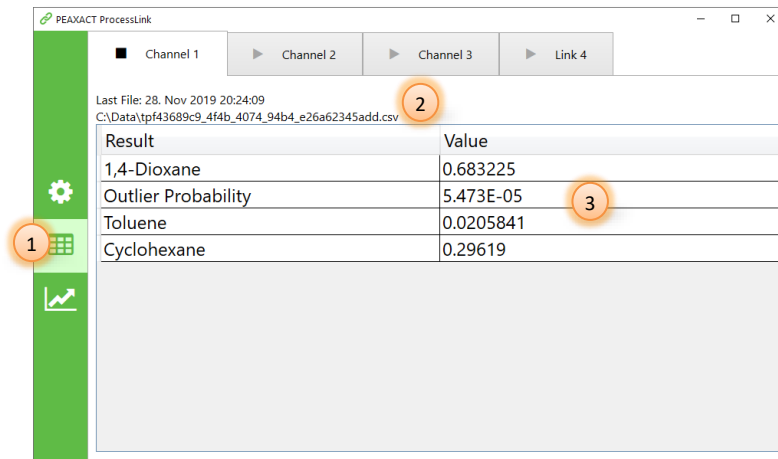 PEAXACT ProcessLink
Channel 1 Channel 2 Channel 3 Link 4
Last File: 28. Nov 2019 20:24:09
2
C:\Data\tpf43689c9_4f4b_4074_94b4_e26a62345add.csv
Result Value
1,4-Dioxane 0.683225
Outlier Probability 5.473E-05
3
Toluene 0.0205841
1
Cyclohexane 0.29619